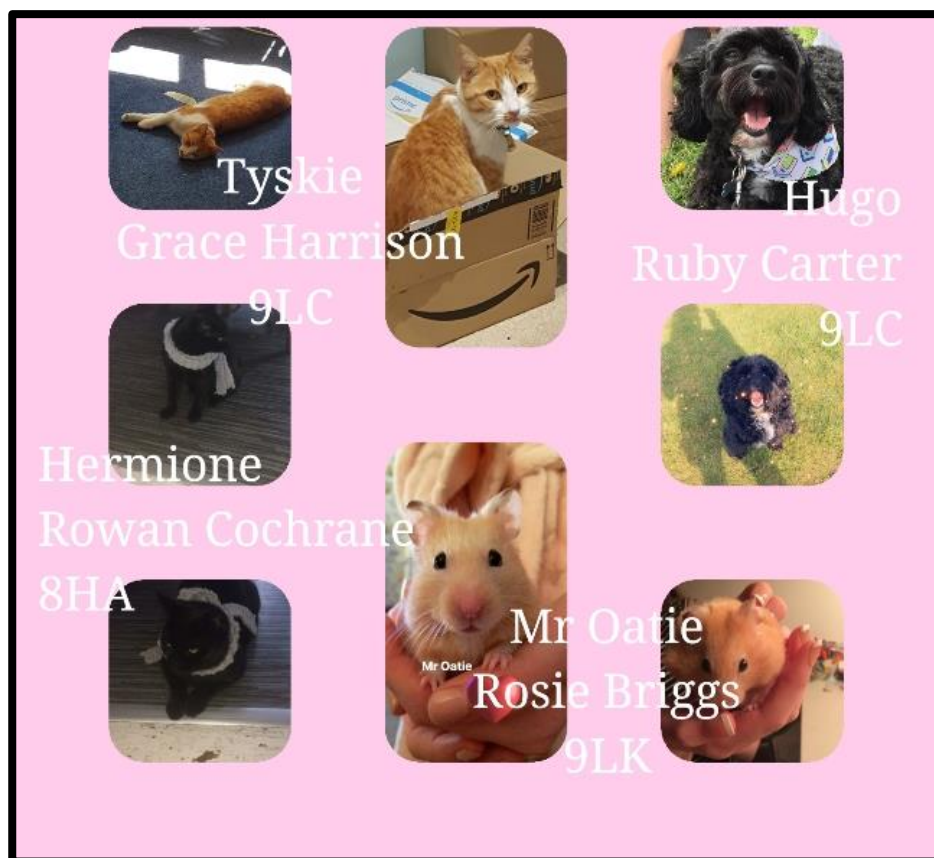 Tyskie
Grace Harrison
9LC
Hugo
Ruby Carter
9LC
Hermione
Rowan Cochrane
8HA
Mr Oatie
Mr Oatie
Rosie Briggs
9LK
prime